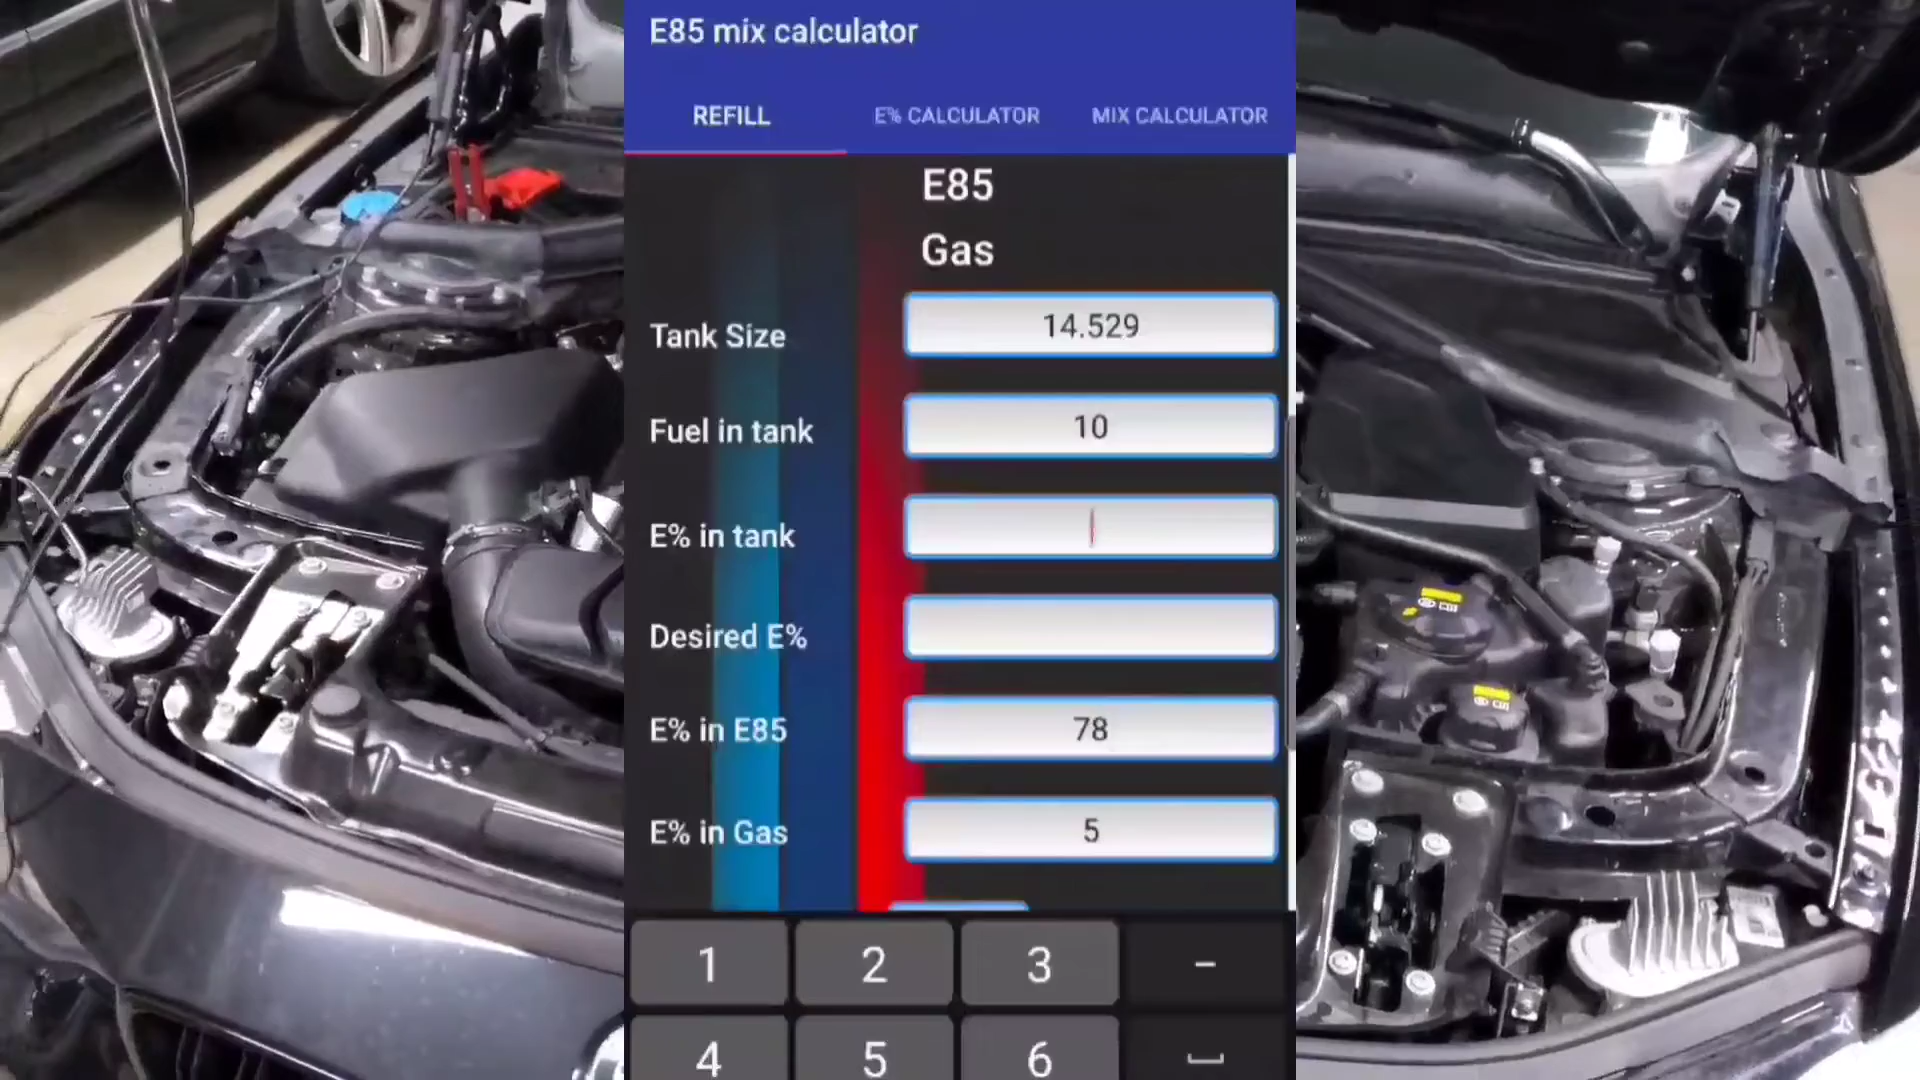 E85 mix calculator
REFILL E% CALCULATOR MIX CALCULATOR
E85
Gas
Tank Size 14.529
Fuel in tank 10
E% in tank
Desired E%
E% in E85 78
E% in Gas 5
1 2 3 -
4 5 6